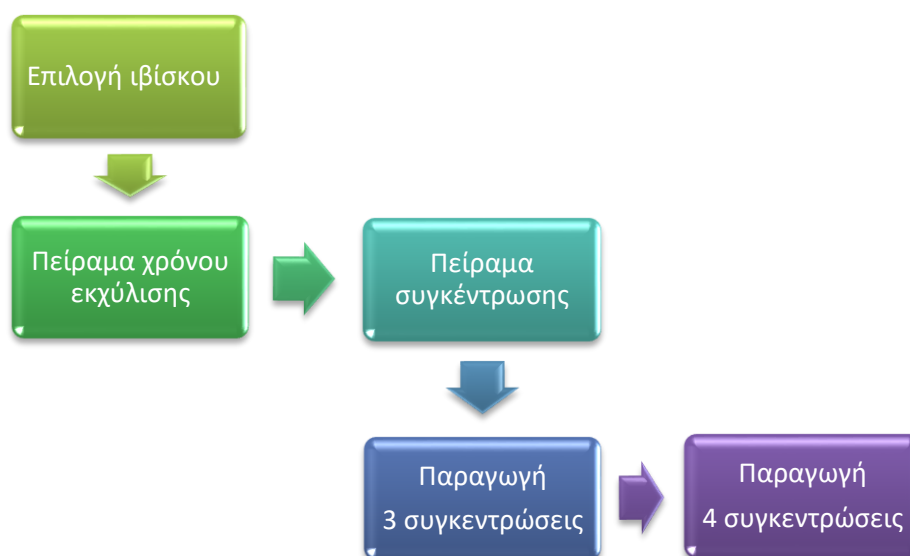 Επιλογή ιβίσκου
Πείραμα χρόνου
εκχύλισης
Πείραμα
συγκέντρωσης
Παραγωγή
3 συγκεντρώσεις
Παραγωγή
4 συγκεντρώσεις